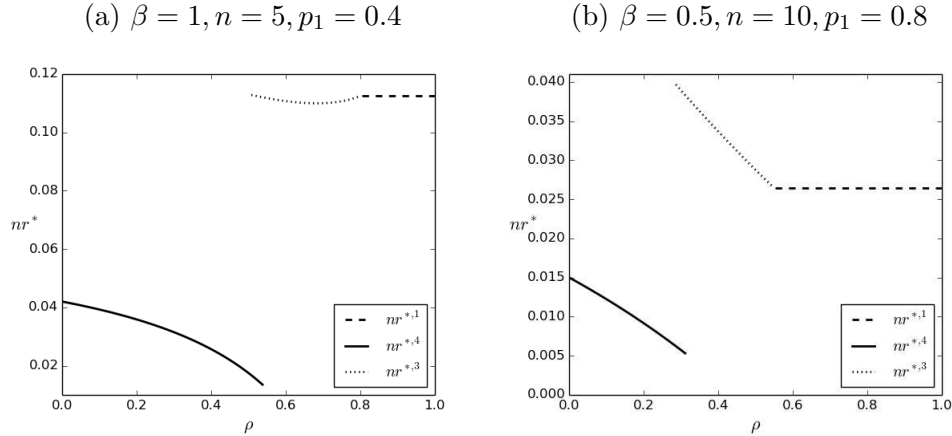 (a) β = 1, n = 5, p₁ = 0.4
0.12
0.10
0.08
0.06
0.04
0.02
nr*
0.0 0.2 0.4 0.6 0.8 1.0
ρ
nr*,1
nr*,4
nr*,3
(b) β = 0.5, n = 10, p₁ = 0.8
0.040
0.035
0.030
0.025
0.020
0.015
0.010
0.005
0.000
nr*
0.0 0.2 0.4 0.6 0.8 1.0
ρ
nr*,1
nr*,4
nr*,3